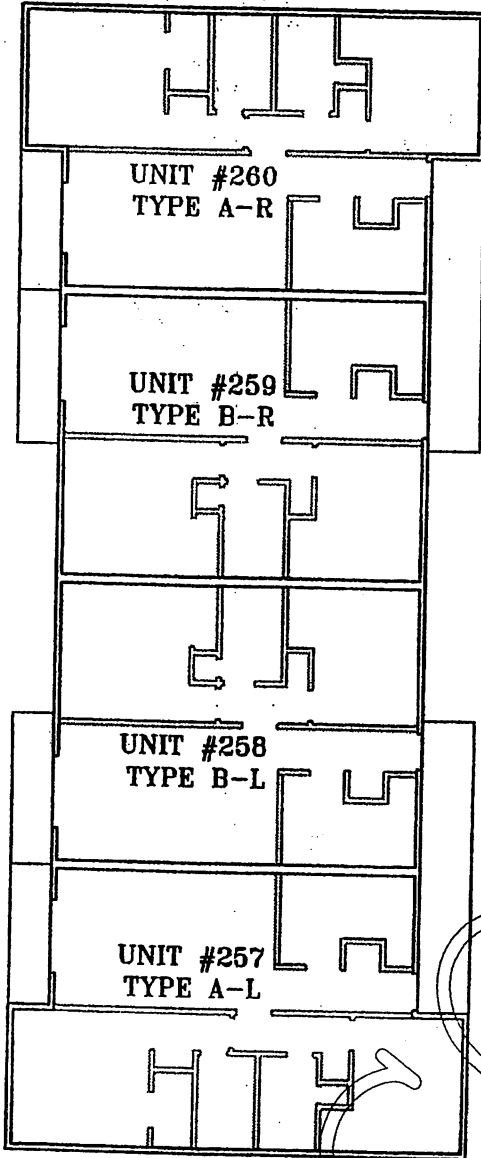 UNIT #260
TYPE A-R
UNIT #259
TYPE B-R
UNIT #258
TYPE B-L
UNIT #257
TYPE A-L